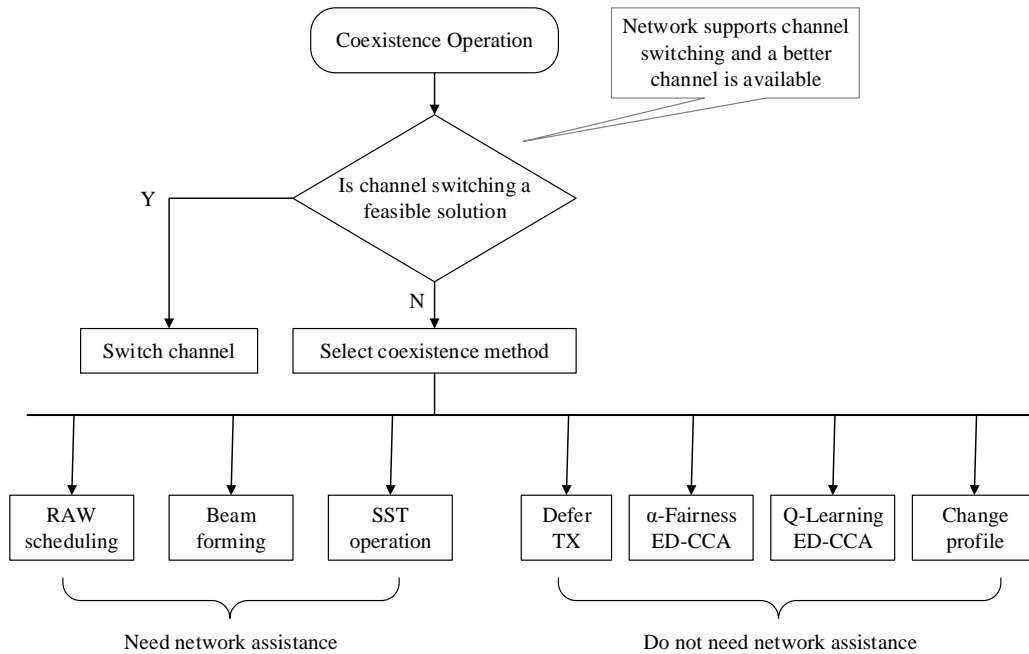 Coexistence Operation
Network supports channel
switching and a better
channel is available
Is channel switching a
feasible solution
Y
N
Switch channel
Select coexistence method
RAW
scheduling
Beam
forming
SST
operation
Defer
TX
α-Fairness
ED-CCA
Q-Learning
ED-CCA
Change
profile
Need network assistance
Do not need network assistance